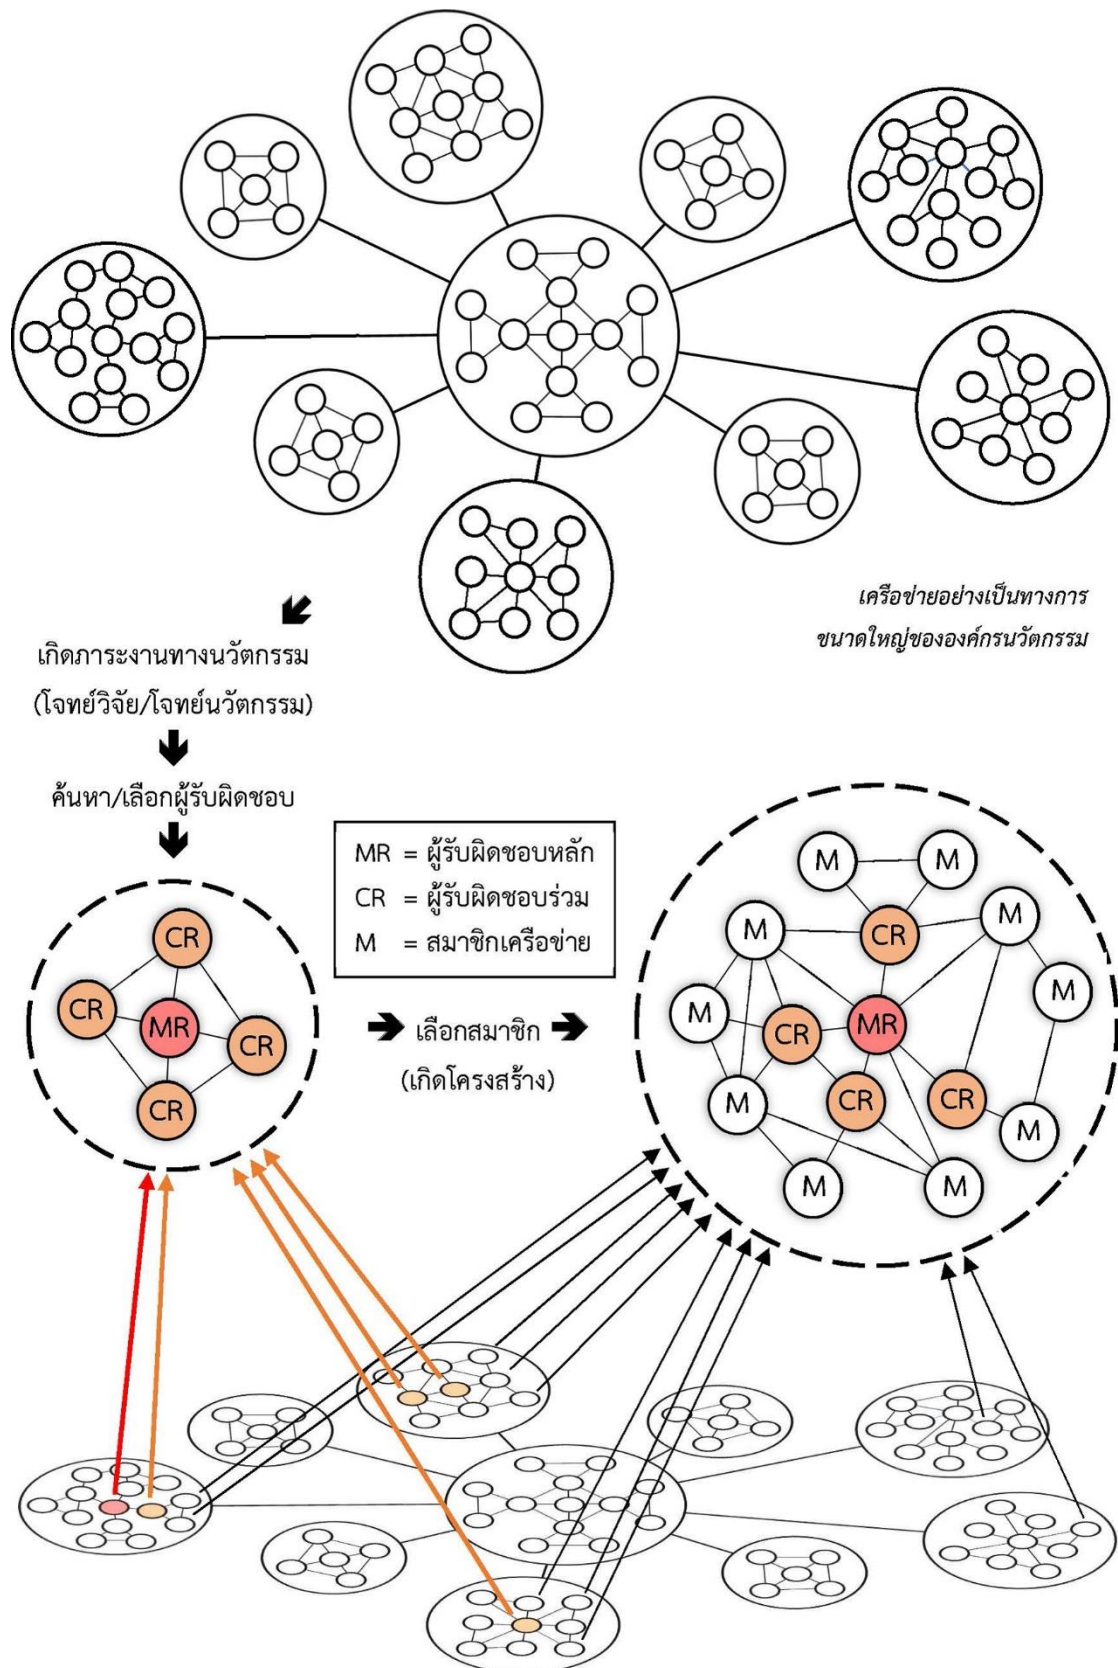 เครือข่ายอย่างเป็นทางการ
ขนาดใหญ่ขององค์กรนวัตกรรม
เกิดภาระงานทางนวัตกรรม
(โจทย์วิจัย/โจทย์นวัตกรรม)
ค้นหา/เลือกผู้รับผิดชอบ
MR = ผู้รับผิดชอบหลัก
CR = ผู้รับผิดชอบร่วม
M = สมาชิกเครือข่าย
CR
CR
MR
CR
CR
เลือกสมาชิก
(เกิดโครงสร้าง)
M
M
M
CR
M
M
M
CR
MR
M
CR
CR
M
M
M